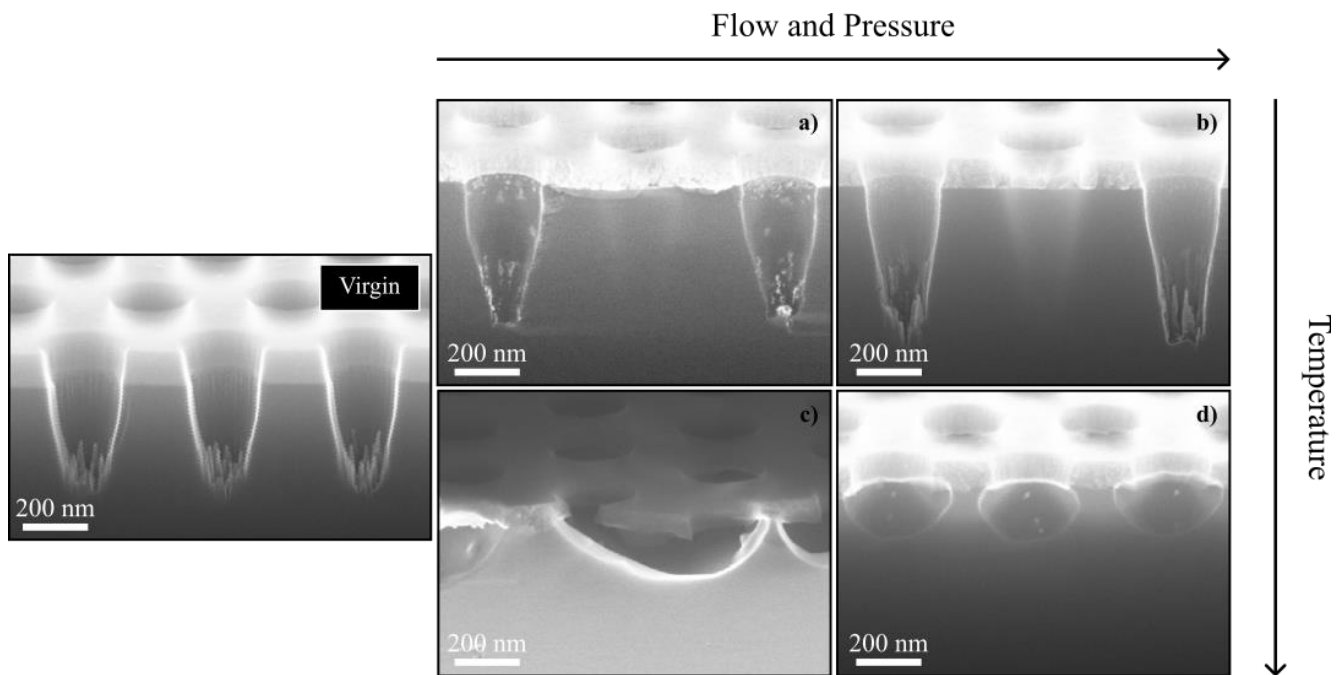 Flow and Pressure
a)
b)
Virgin
200 nm
200 nm
200 nm
Temperature
c)
d)
200 nm
200 nm